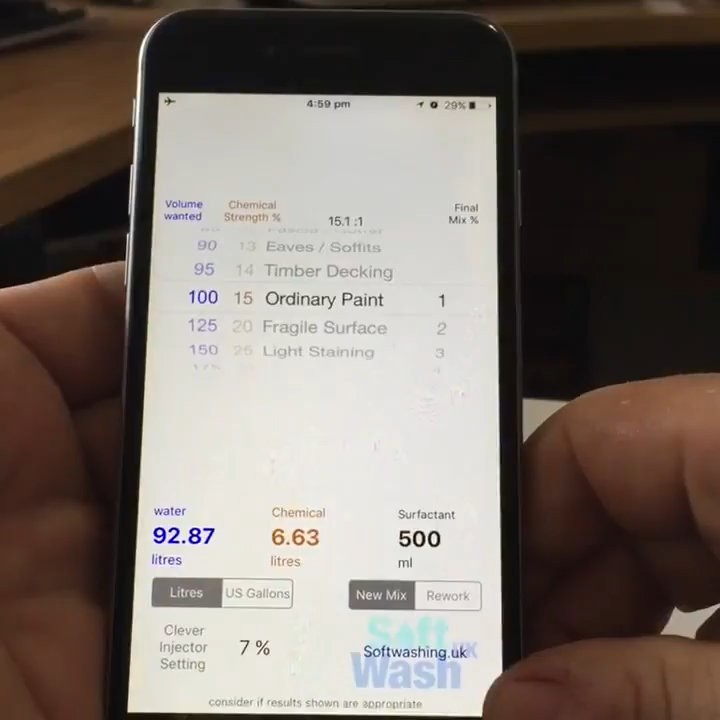 4:59 pm
29%
Volume wanted
Chemical Strength %
15.1 :1
Final Mix %
90 13 Eaves / Soffits
95 14 Timber Decking
100 15 Ordinary Paint 1
125 20 Fragile Surface 2
150 25 Light Staining 3
175
water
92.87
litres
Chemical
6.63
litres
Surfactant
500
ml
Litres US Gallons
New Mix Rework
Clever Injector Setting
7 %
Soft Wash UK
Softwashing.uk
consider if results shown are appropriate